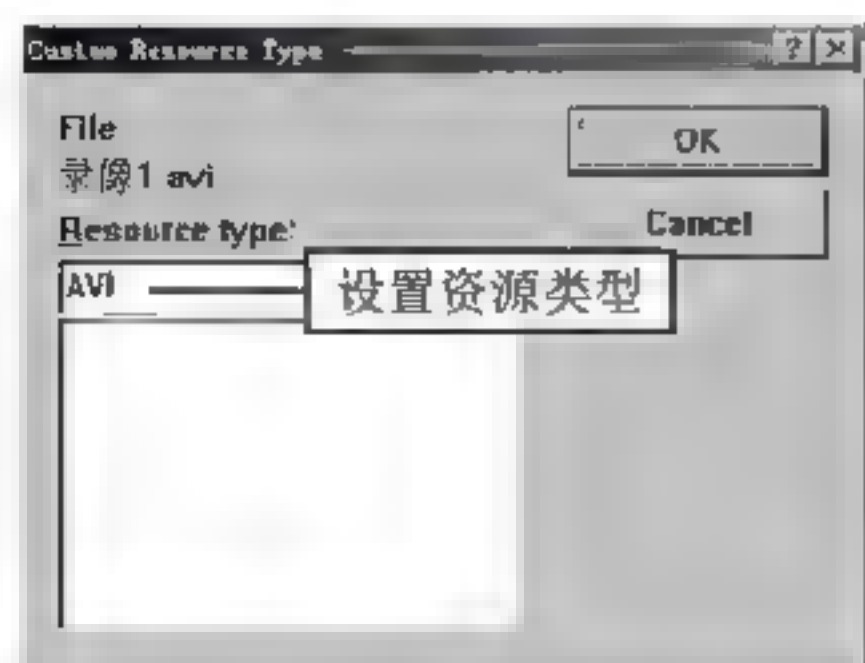 Custom Resource Type
File
录像1 avi
Resource type:
AVI
设置资源类型
OK
Cancel